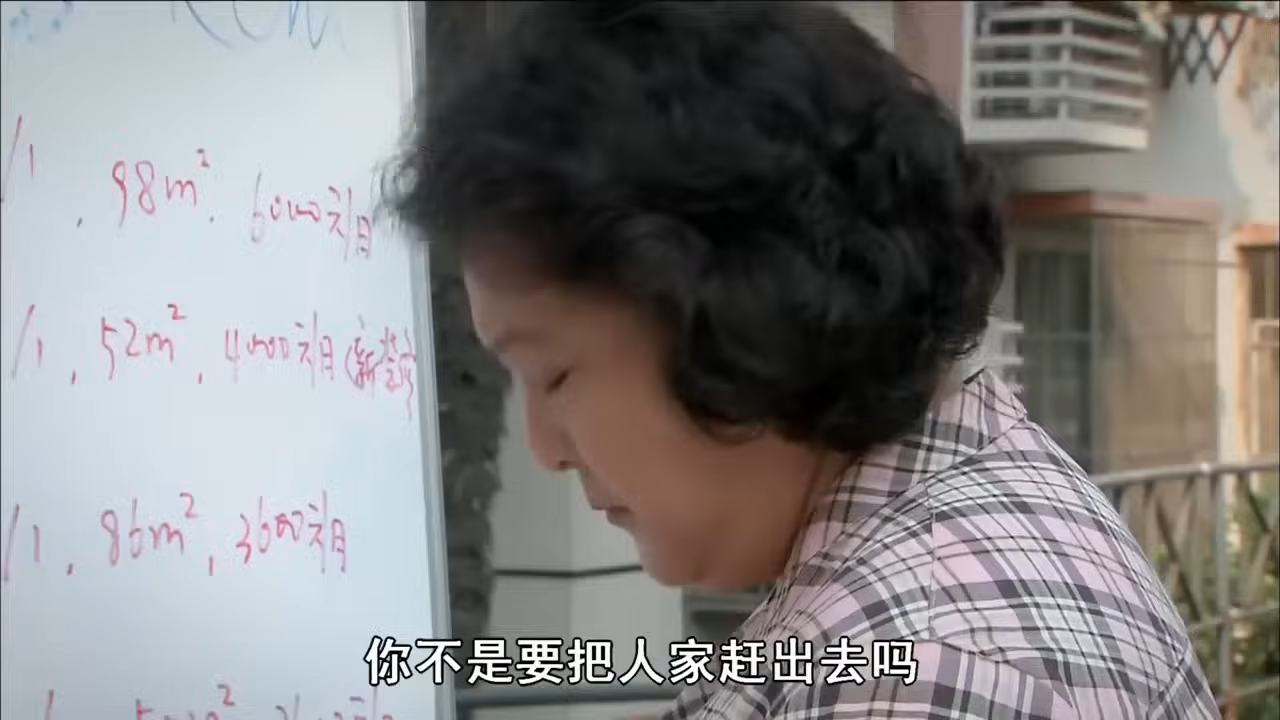 /1, 98m², 6000元/月
/1, 52m², 4000元/月(新装修
/1, 86m², 3600元/月
你不是要把人家赶出去吗